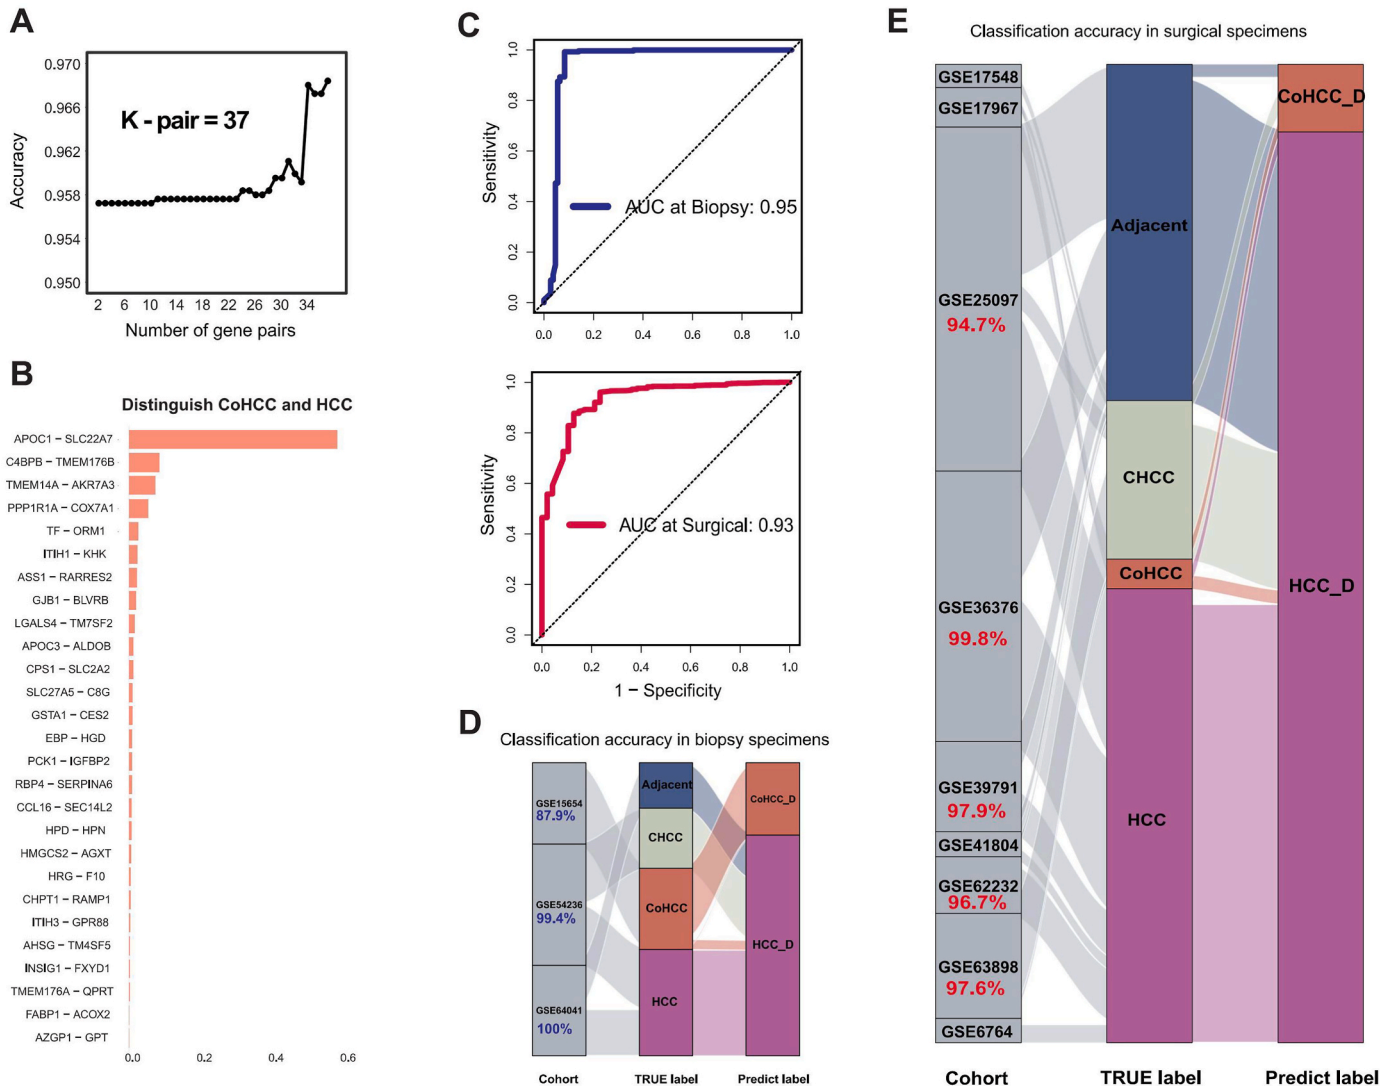 A
0.970
0.966
0.962
0.958
0.954
0.950
K - pair = 37
Accuracy
2 6 10 14 18 22 26 30 34
Number of gene pairs
B
Distinguish CoHCC and HCC
APOC1 − SLC22A7
C4BPB − TMEM176B
TMEM14A − AKR7A3
PPP1R1A − COX7A1
TF − ORM1
ITIH1 − KHK
ASS1 − RARRES2
GJB1 − BLVRB
LGALS4 − TM7SF2
APOC3 − ALDOB
CPS1 − SLC2A2
SLC27A5 − C8G
GSTA1 − CES2
EBP − HGD
PCK1 − IGFBP2
RBP4 − SERPINA6
CCL16 − SEC14L2
HPD − HPN
HMGCS2 − AGXT
HRG − F10
CHPT1 − RAMP1
ITIH3 − GPR88
AHSG − TM4SF5
INSIG1 − FXYD1
TMEM176A − QPRT
FABP1 − ACOX2
AZGP1 − GPT
0.0 0.2 0.4 0.6
C
1.0
0.8
0.6
0.4
0.2
0.0
Sensitivity
AUC at Biopsy: 0.95
0.0 0.2 0.4 0.6 0.8 1.0
1.0
0.8
0.6
0.4
0.2
0.0
Sensitivity
AUC at Surgical: 0.93
0.0 0.2 0.4 0.6 0.8 1.0
1 − Specificity
D
Classification accuracy in biopsy specimens
GSE15654
87.9%
GSE54236
99.4%
GSE64041
100%
Adjacent
CHCC
CoHCC
HCC
CoHCC_D
HCC_D
Cohort TRUE label Predict label
E
Classification accuracy in surgical specimens
GSE17548
GSE17967
GSE25097
94.7%
GSE36376
99.8%
GSE39791
97.9%
GSE41804
GSE62232
96.7%
GSE63898
97.6%
GSE6764
Adjacent
CHCC
CoHCC
HCC
CoHCC_D
HCC_D
Cohort TRUE label Predict label